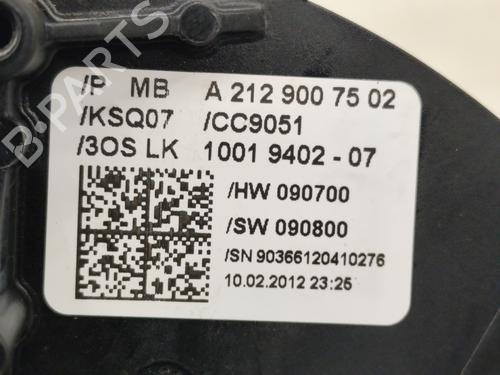 /P MB A 212 900 75 02
/KSQ07 /CC9051
/3OS LK 1001 9402 - 07
/HW 090700
/SW 090800
/SN 90366120410276
10.02.2012 23:25